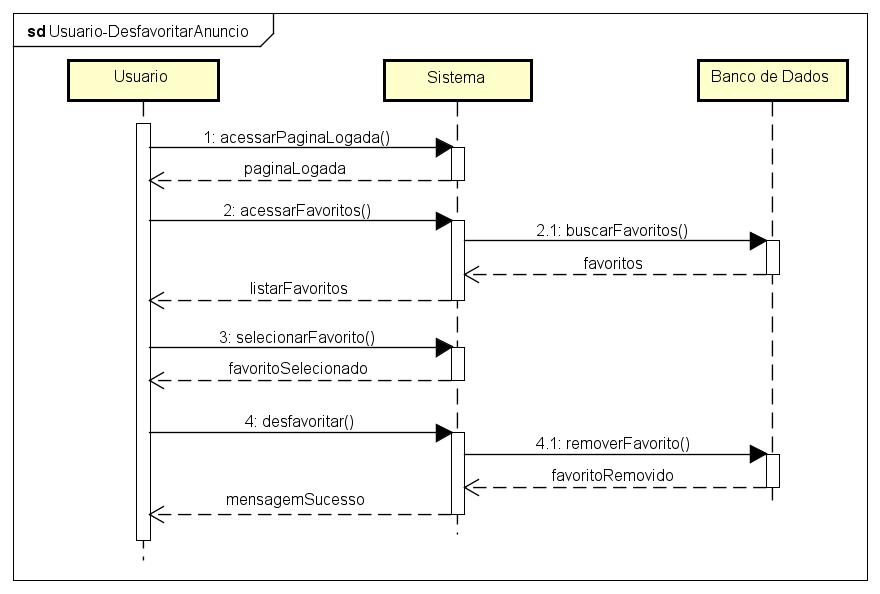 sd Usuario-DesfavoritarAnuncio
Usuario
Sistema
Banco de Dados
1: acessarPaginaLogada()
paginaLogada
2: acessarFavoritos()
2.1: buscarFavoritos()
favoritos
listarFavoritos
3: selecionarFavorito()
favoritoSelecionado
4: desfavoritar()
4.1: removerFavorito()
favoritoRemovido
mensagemSucesso